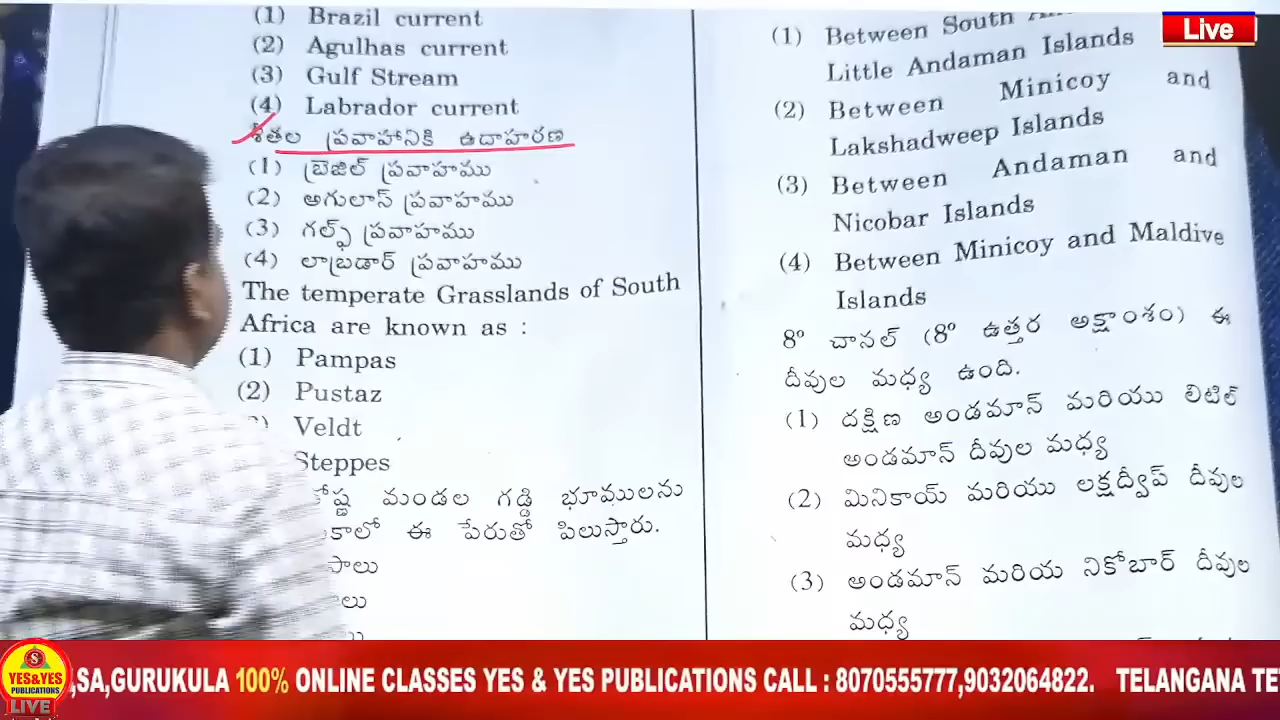 (1) Brazil current
(2) Agulhas current
(3) Gulf Stream
(4) Labrador current
శీతల ప్రవాహానికి ఉదాహరణ
(1) బ్రెజిల్ ప్రవాహము
(2) అగులాస్ ప్రవాహము
(3) గల్ఫ్ ప్రవాహము
(4) లాబ్రడార్ ప్రవాహము
The temperate Grasslands of South
Africa are known as :
(1) Pampas
(2) Pustaz
Veldt
Steppes
మండల గడ్డి భూములను
ఈ పేరుతో పిలుస్తారు.
(1) Between South
Little Andaman Islands
(2) Between Minicoy and
Lakshadweep Islands
(3) Between Andaman and
Nicobar Islands
(4) Between Minicoy and Maldive
Islands
8° చానల్ (8° ఉత్తర అక్షాంశం) ఈ
దీవుల మధ్య ఉంది.
(1) దక్షిణ అండమాన్ మరియు లిటిల్
అండమాన్ దీవుల మధ్య
(2) మినికాయ్ మరియు లక్షద్వీప్ దీవుల
మధ్య
(3) అండమాన్ మరియ నికోబార్ దీవుల
మధ్య
Live
YES&YES
PUBLICATIONS
LIVE
,SA,GURUKULA 100% ONLINE CLASSES YES & YES PUBLICATIONS CALL : 8070555777,9032064822. TELANGANA TE